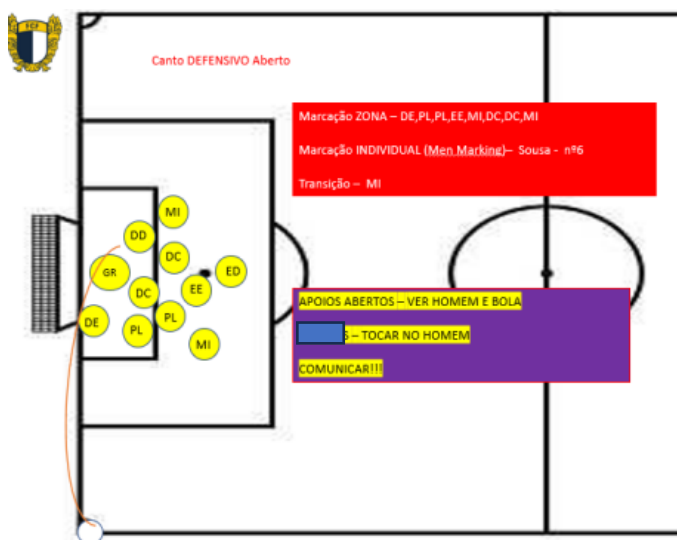 Canto DEFENSIVO Aberto
Marcação ZONA – DE,PL,PL,EE,MI,DC,DC,MI
Marcação INDIVIDUAL (Men Marking)– Sousa - nº6
Transição – MI
MI
DD
DC
GR
ED
DC
EE
DE
PL
PL
MI
APOIOS ABERTOS – VER HOMEM E BOLA
– TOCAR NO HOMEM
COMUNICAR!!!